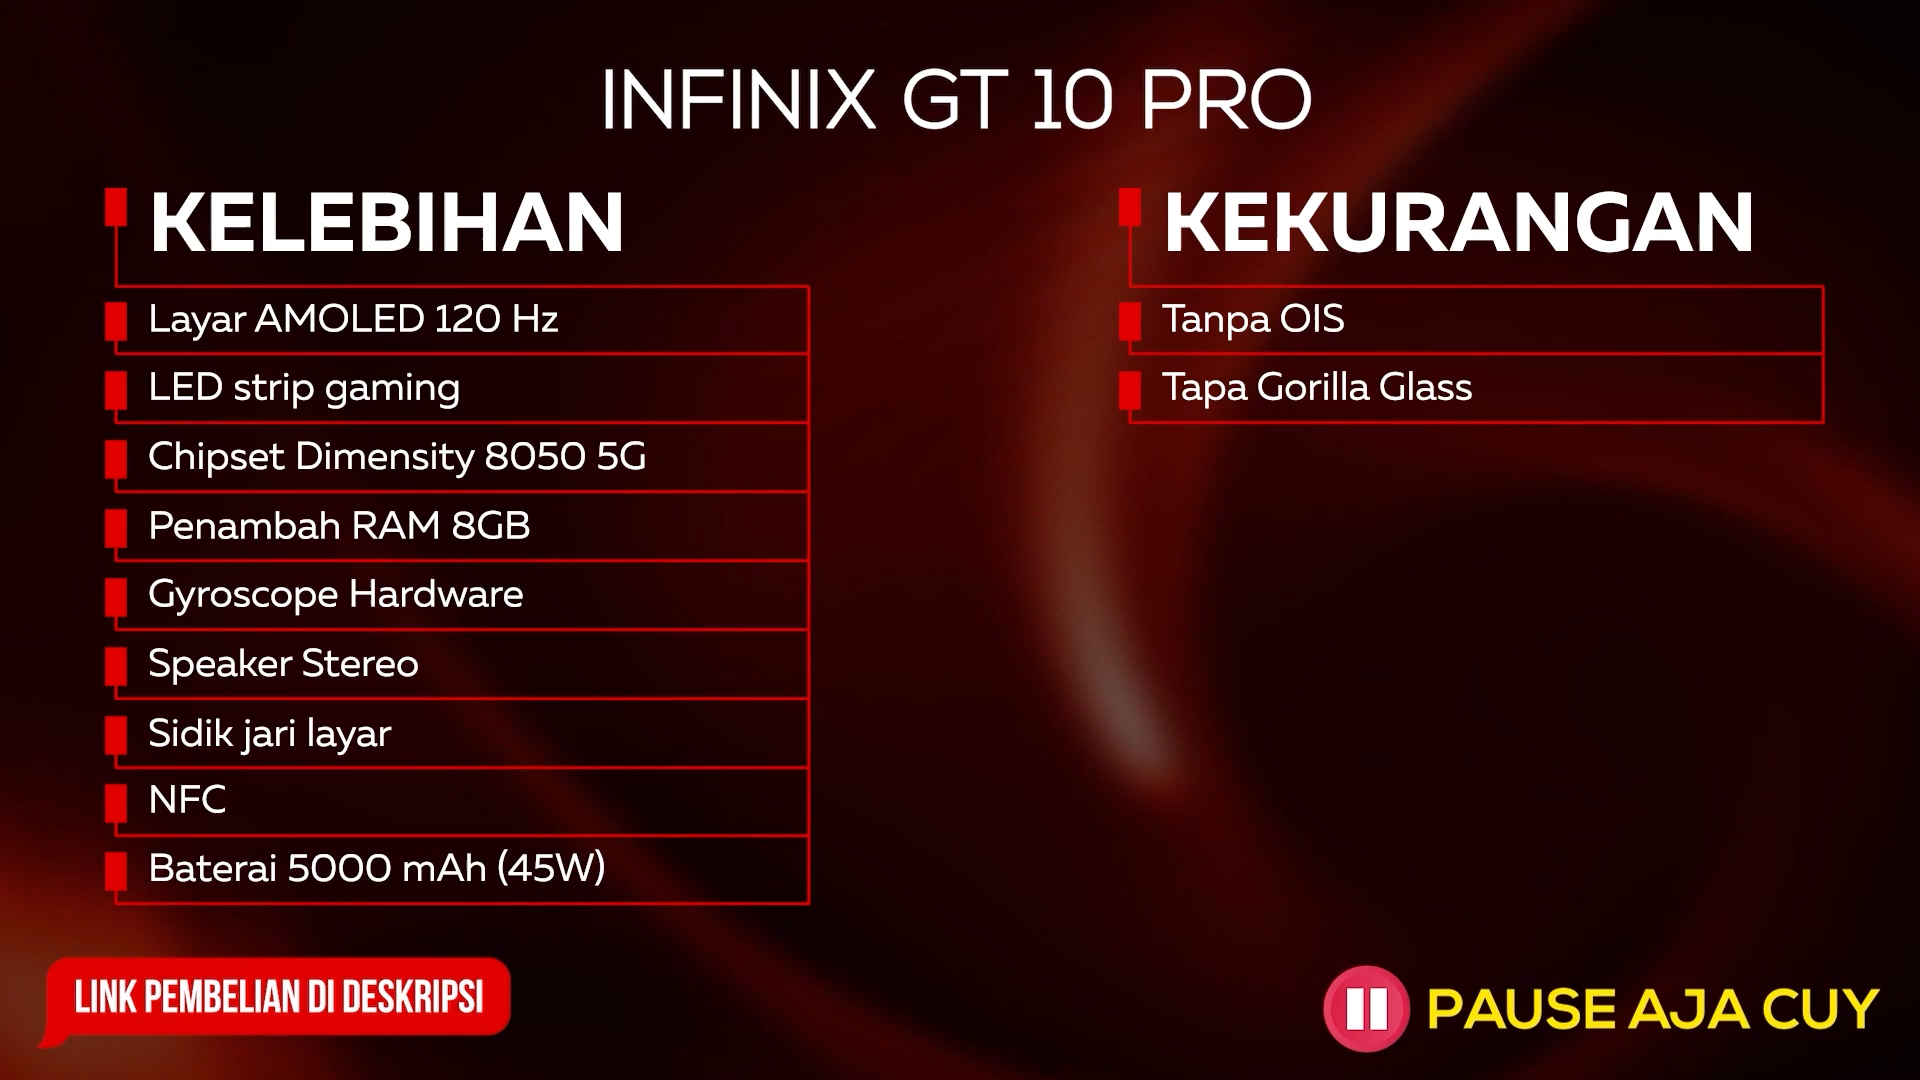 INFINIX GT 10 PRO
KELEBIHAN
Layar AMOLED 120 Hz
LED strip gaming
Chipset Dimensity 8050 5G
Penambah RAM 8GB
Gyroscope Hardware
Speaker Stereo
Sidik jari layar
NFC
Baterai 5000 mAh (45W)
KEKURANGAN
Tanpa OIS
Tapa Gorilla Glass
LINK PEMBELIAN DI DESKRIPSI
PAUSE AJA CUY